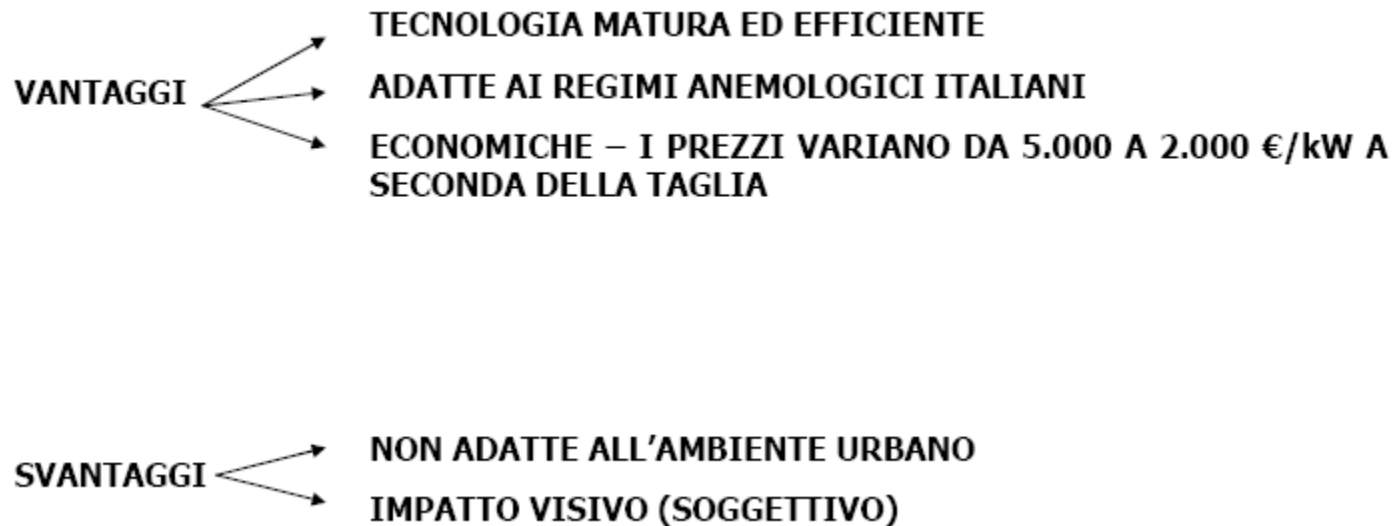 VANTAGGI
TECNOLOGIA MATURA ED EFFICIENTE
ADATTE AI REGIMI ANEMOLOGICI ITALIANI
ECONOMICHE – I PREZZI VARIANO DA 5.000 A 2.000 €/kW A
SECONDA DELLA TAGLIA
SVANTAGGI
NON ADATTE ALL’AMBIENTE URBANO
IMPATTO VISIVO (SOGGETTIVO)